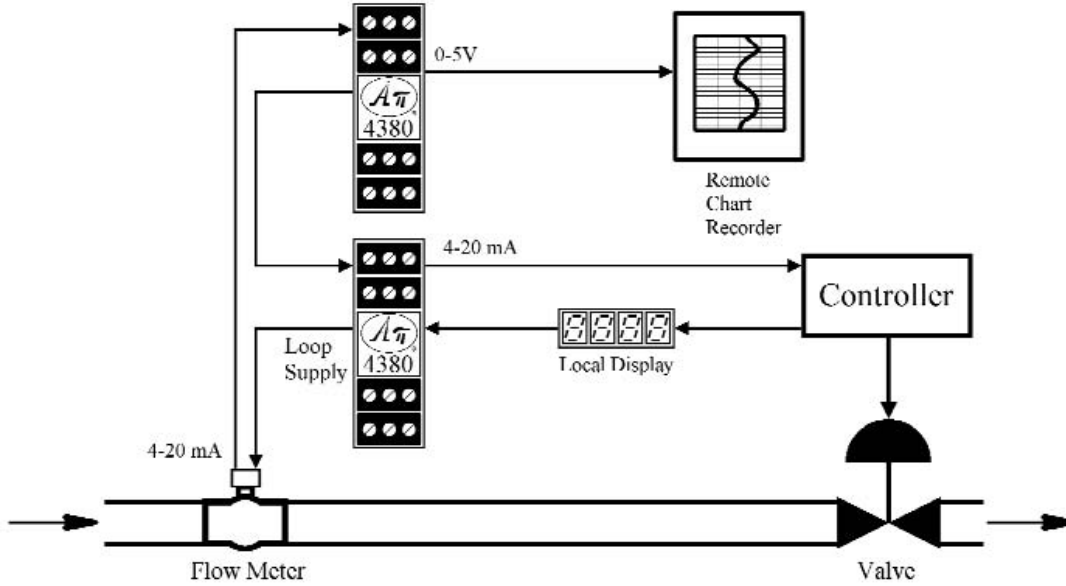 0-5V
Aπ
4380
Remote
Chart
Recorder
4-20 mA
Controller
Aπ
4380
Loop
Supply
8888
Local Display
4-20 mA
Flow Meter
Valve